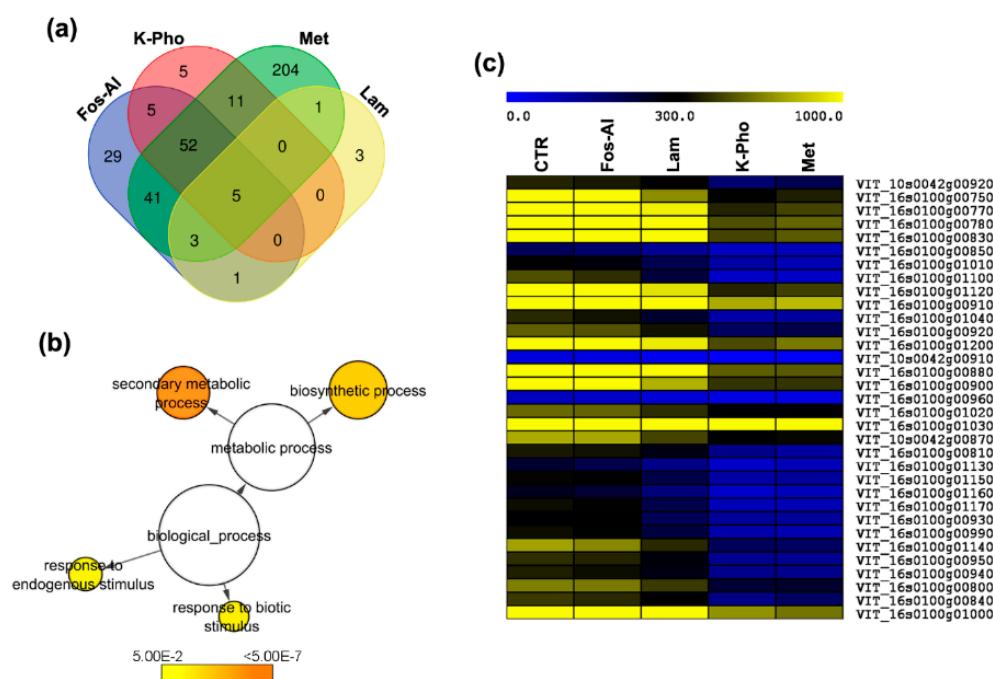 (a)
K-Pho
Met
Fos-Al
Lam
5
204
5
11
1
29
52
0
3
41
5
0
3
0
1
(b)
secondary metabolic
process
biosynthetic process
metabolic process
biological_process
response to
endogenous stimulus
response to biotic
stimulus
5.00E-2
<5.00E-7
(c)
0.0
300.0
1000.0
CTR
Fos-Al
Lam
K-Pho
Met
VIT_10s0042g00920
VIT_16s0100g00750
VIT_16s0100g00770
VIT_16s0100g00780
VIT_16s0100g00830
VIT_16s0100g00850
VIT_16s0100g01010
VIT_16s0100g01100
VIT_16s0100g01120
VIT_16s0100g00910
VIT_16s0100g01040
VIT_16s0100g00920
VIT_16s0100g01200
VIT_10s0042g00910
VIT_16s0100g00880
VIT_16s0100g00900
VIT_16s0100g00960
VIT_16s0100g01020
VIT_16s0100g01030
VIT_10s0042g00870
VIT_16s0100g00810
VIT_16s0100g01130
VIT_16s0100g01150
VIT_16s0100g01160
VIT_16s0100g01170
VIT_16s0100g00930
VIT_16s0100g00990
VIT_16s0100g01140
VIT_16s0100g00950
VIT_16s0100g00940
VIT_16s0100g00800
VIT_16s0100g00840
VIT_16s0100g01000